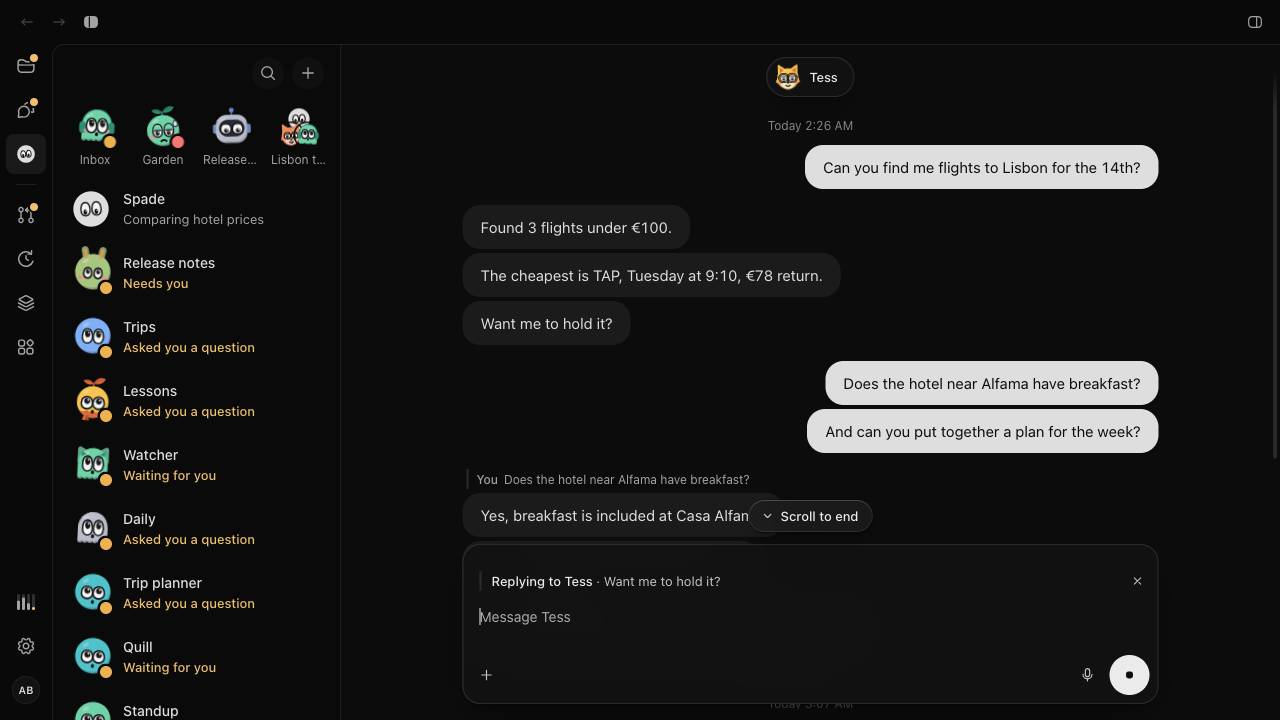 Tess
Today 2:26 AM
Can you find me flights to Lisbon for the 14th?
Found 3 flights under €100.
The cheapest is TAP, Tuesday at 9:10, €78 return.
Want me to hold it?
Does the hotel near Alfama have breakfast?
And can you put together a plan for the week?
You Does the hotel near Alfama have breakfast?
Yes, breakfast is included at Casa
Scroll to end
Replying to Tess · Want me to hold it?
Message Tess
Inbox
Garden
Release...
Lisbon t...
Spade
Comparing hotel prices
Release notes
Needs you
Trips
Asked you a question
Lessons
Asked you a question
Watcher
Waiting for you
Daily
Asked you a question
Trip planner
Asked you a question
Quill
Waiting for you
Standup
AB